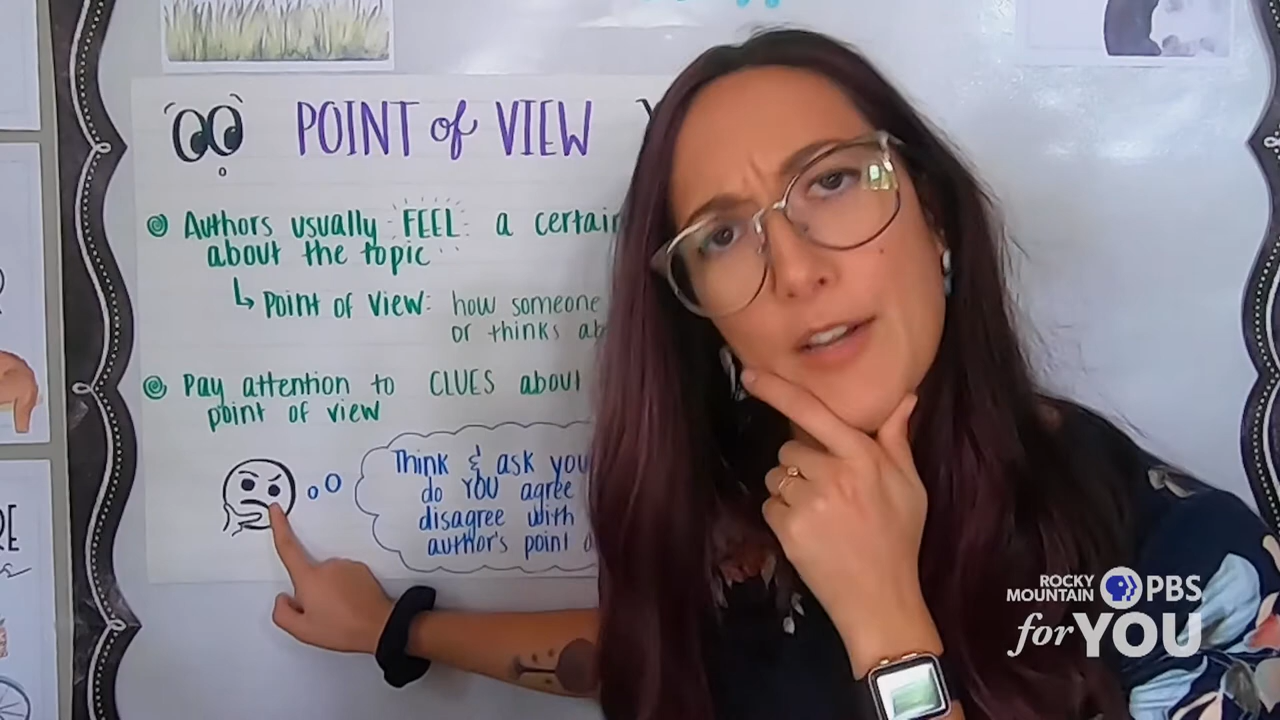 POINT of VIEW
Authors usually FEEL a certain
about the topic
Point of View: how someone
or thinks
Pay attention to CLUES about
point of view
Think & ask
do YOU agree
disagree with
author's point
ROCKY
MOUNTAIN PBS
for YOU